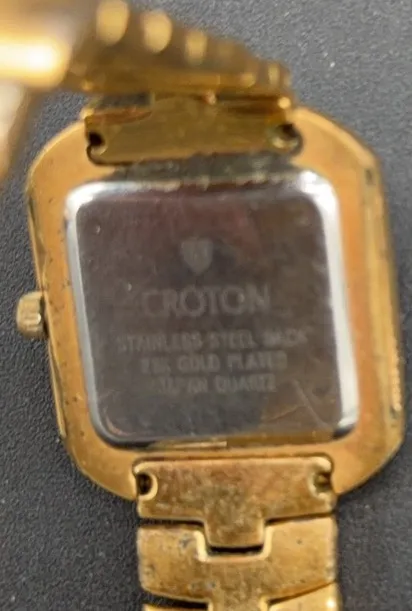 CROTON
STAINLESS STEEL BACK
GOLD PLATED
JAPAN QUARTZ